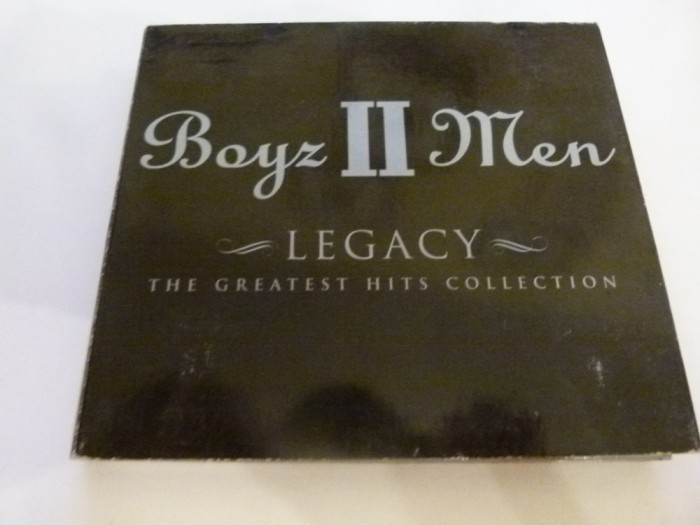 Boyz II Men
LEGACY
THE GREATEST HITS COLLECTION